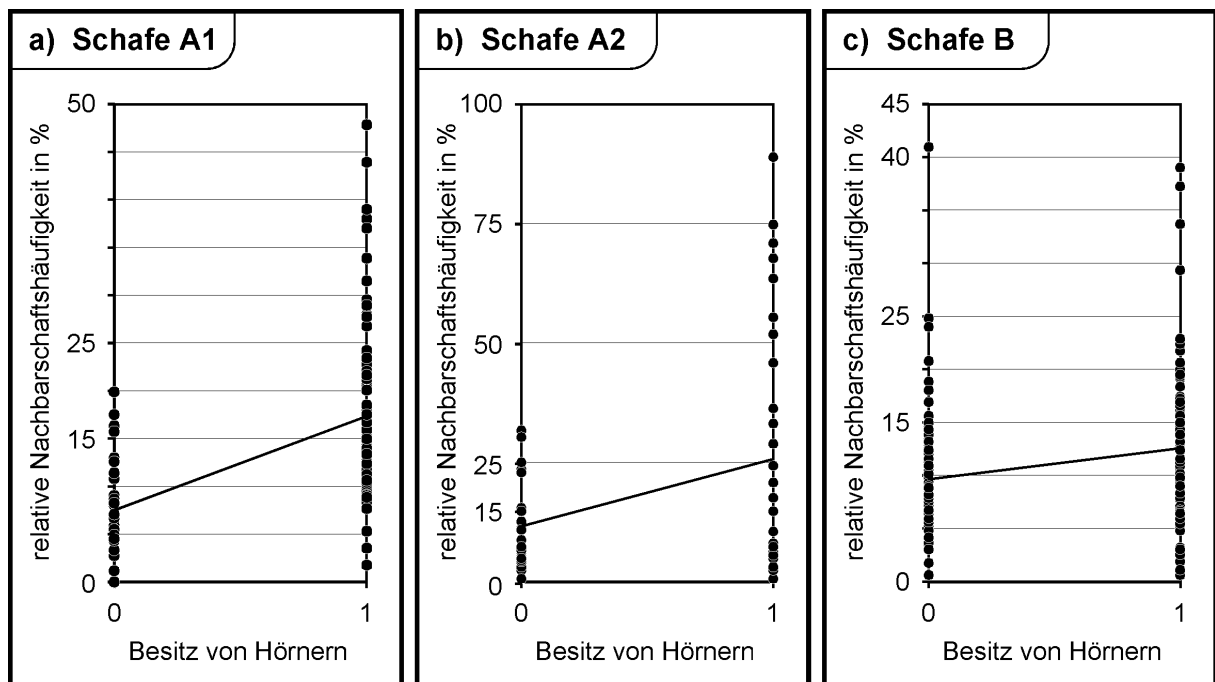 a) Schafe A1
relative Nachbarschaftshäufigkeit in %
50
25
15
0
0
1
Besitz von Hörnern
b) Schafe A2
relative Nachbarschaftshäufigkeit in %
100
75
50
25
15
0
0
1
Besitz von Hörnern
c) Schafe B
relative Nachbarschaftshäufigkeit in %
45
40
25
15
0
0
1
Besitz von Hörnern